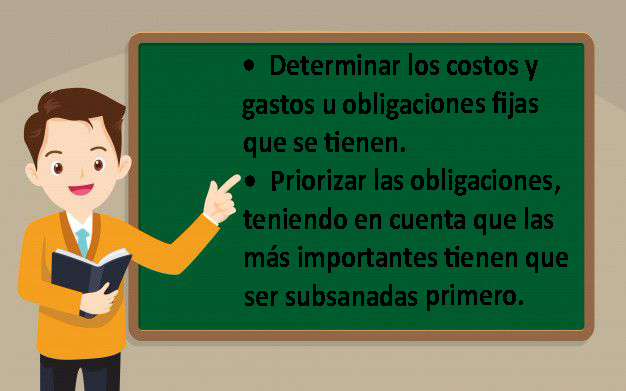 • Determinar los costos y
gastos u obligaciones fijas
que se tienen.
• Priorizar las obligaciones,
teniendo en cuenta que las
más importantes tienen que
ser subsanadas primero.